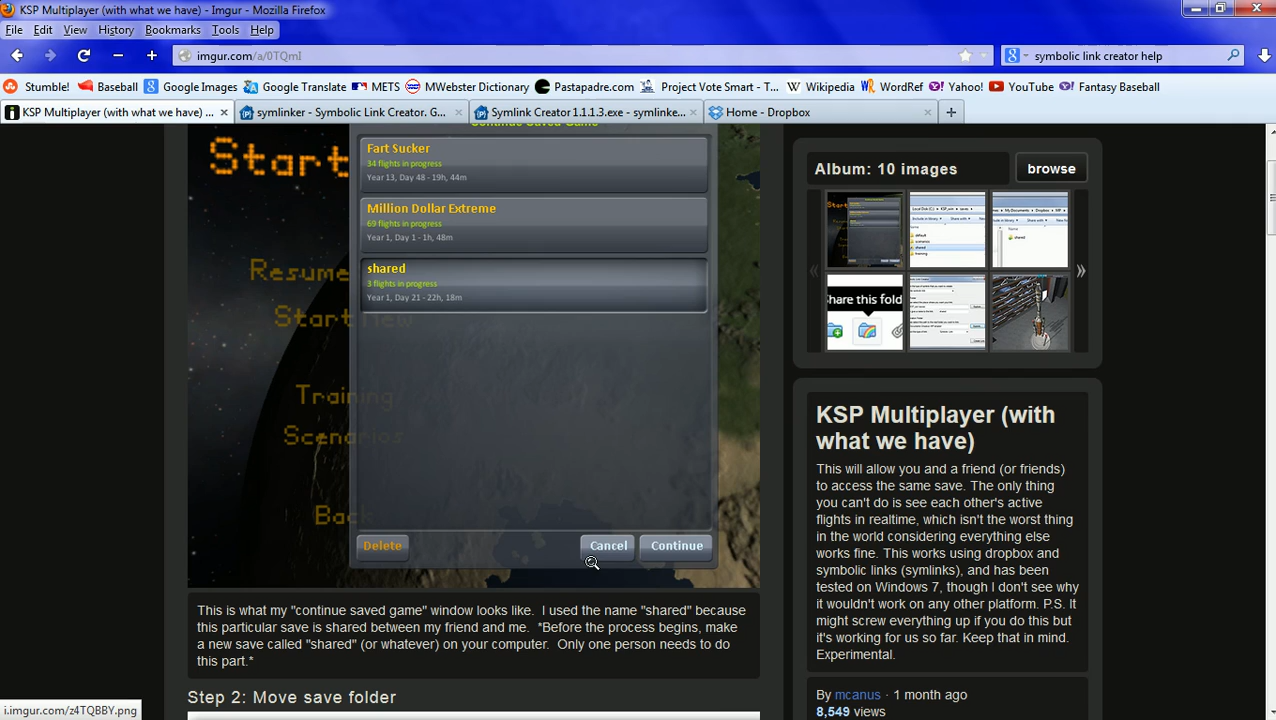 KSP Multiplayer (with what we have) - Imgur - Mozilla Firefox
File Edit View History Bookmarks Tools Help
imgur.com/a/0TQmI
symbolic link creator help
Stumble! Baseball Google Images Google Translate METS MWebster Dictionary Pastapadre.com Project Vote Smart - T... Wikipedia WordRef Yahoo! YouTube Fantasy Baseball
KSP Multiplayer (with what we have) ... symlinker - Symbolic Link Creator. G... Symlink Creator 1.1.1.3.exe - symlinke... Home - Dropbox
Start
Continue Saved Game
Fart Sucker
34 flights in progress
Year 13, Day 48 - 19h, 44m
Million Dollar Extreme
69 flights in progress
Year 1, Day 1 - 1h, 48m
shared
3 flights in progress
Year 1, Day 21 - 22h, 18m
Resume
Start New
Training
Scenarios
Back
Delete
Cancel
Continue
This is what my "continue saved game" window looks like. I used the name "shared" because
this particular save is shared between my friend and me. *Before the process begins, make
a new save called "shared" (or whatever) on your computer. Only one person needs to do
this part.*
Step 2: Move save folder
i.imgur.com/z4TQBBY.png
Album: 10 images
browse
Share this fold
KSP Multiplayer (with
what we have)
This will allow you and a friend (or friends)
to access the same save. The only thing
you can't do is see each other's active
flights in realtime, which isn't the worst thing
in the world considering everything else
works fine. This works using dropbox and
symbolic links (symlinks), and has been
tested on Windows 7, though I don't see why
it wouldn't work on any other platform. P.S. It
might screw everything up if you do this but
it's working for us so far. Keep that in mind.
Experimental.
By mcanus · 1 month ago
8,549 views